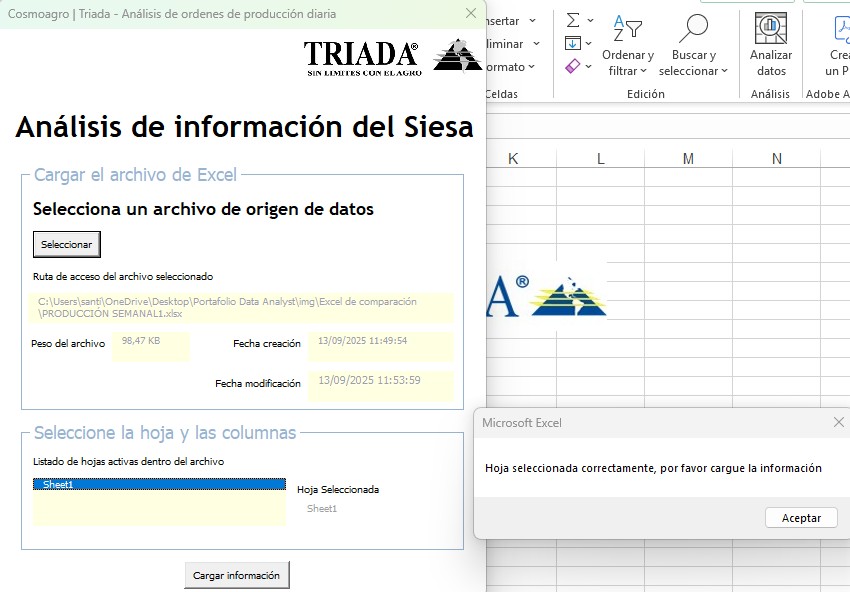 Cosmoagro | Triada - Análisis de ordenes de producción diaria
TRIADA®
SIN LIMITES CON EL AGRO
Análisis de información del Siesa
Cargar el archivo de Excel
Selecciona un archivo de origen de datos
Seleccionar
Ruta de acceso del archivo seleccionado
C:\Users\santi\OneDrive\Desktop\Portafolio Data Analyst\img\Excel de comparación
\PRODUCCIÓN SEMANAL1.xlsx
Peso del archivo 98,47 KB Fecha creación 13/09/2025 11:49:54
Fecha modificación 13/09/2025 11:53:59
Seleccione la hoja y las columnas
Listado de hojas activas dentro del archivo
Sheet1
Hoja Seleccionada
Sheet1
Cargar información
nsertar
liminar
ormato
Celdas
Ordenar y
filtrar
Buscar y
seleccionar
Edición
Analizar
datos
Análisis
Crea
un P
Adobe A
K L M N
A®
Microsoft Excel
Hoja seleccionada correctamente, por favor cargue la información
Aceptar